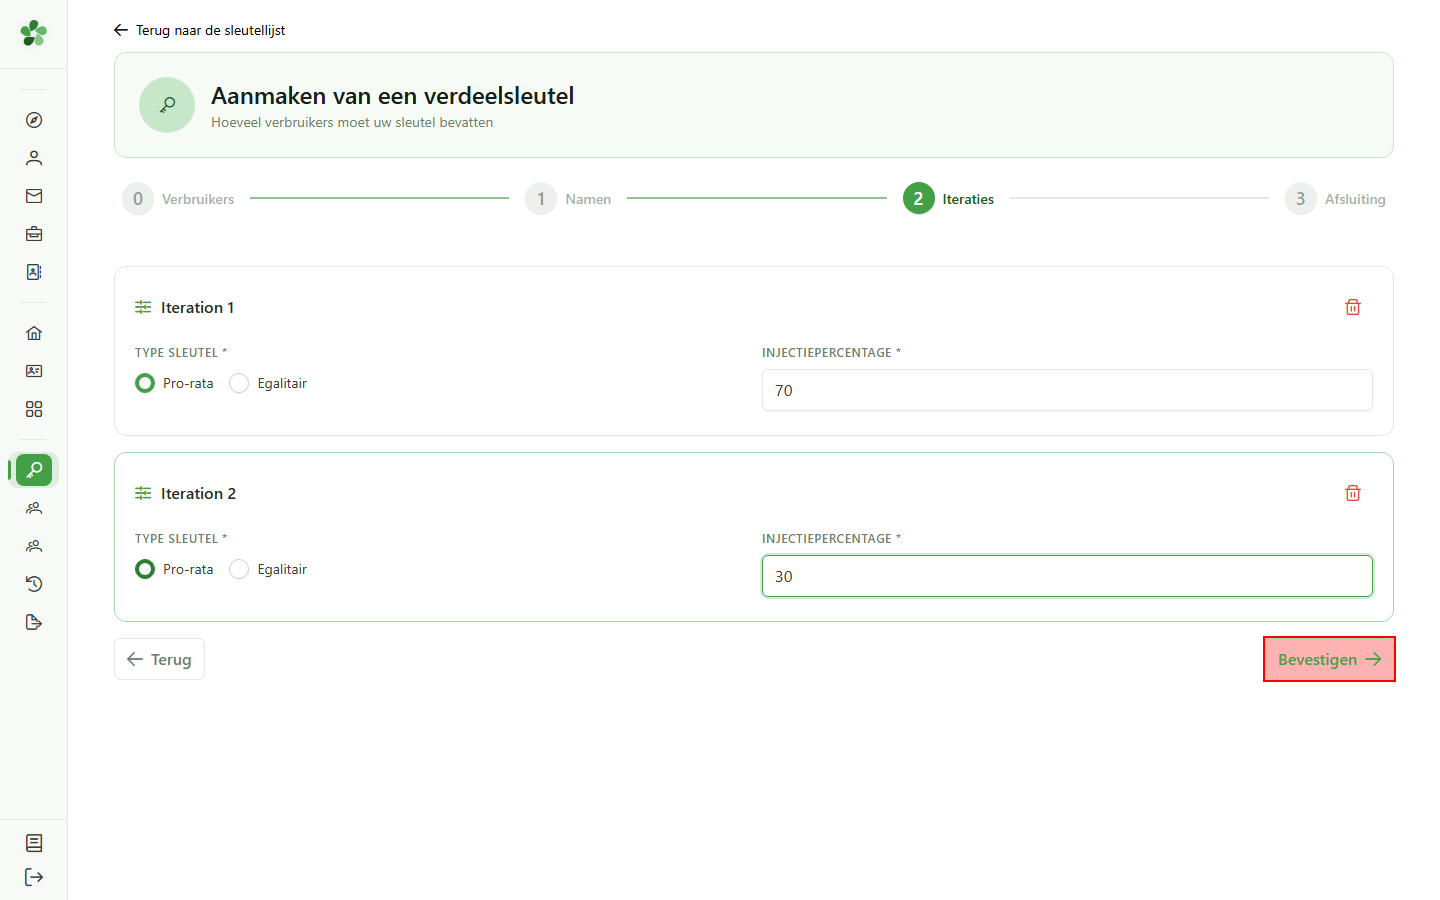 Terug naar de sleutellijst
Aanmaken van een verdeelsleutel
Hoeveel verbruikers moet uw sleutel bevatten
0 Verbruikers 1 Namen 2 Iteraties 3 Afsluiting
Iteration 1
TYPE SLEUTEL * INJECTIEPERCENTAGE *
Pro-rata Egalitair 70
Iteration 2
TYPE SLEUTEL * INJECTIEPERCENTAGE *
Pro-rata Egalitair 30
Terug Bevestigen